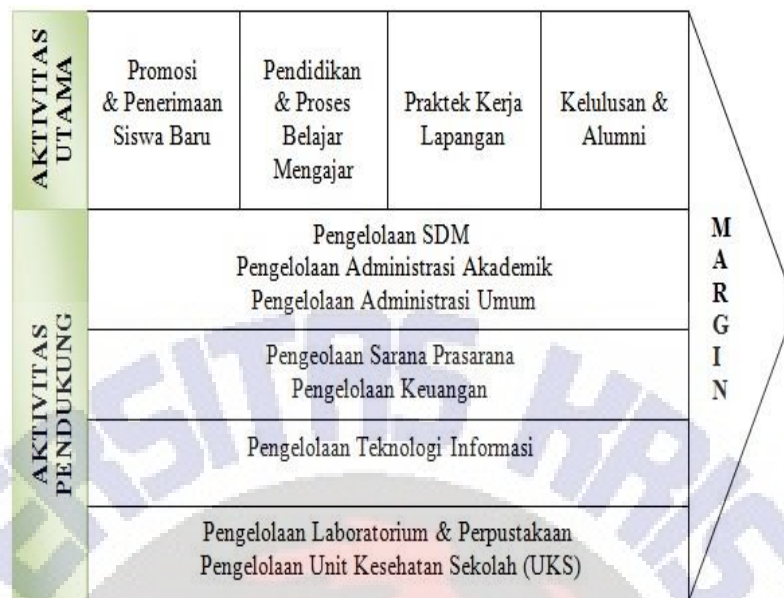 AKTIVITAS
UTAMA
Promosi
& Penerimaan
Siswa Baru
Pendidikan
& Proses
Belajar
Mengajar
Praktek Kerja
Lapangan
Kelulusan &
Alumni
AKTIVITAS
PENDUKUNG
Pengelolaan SDM
Pengelolaan Administrasi Akademik
Pengelolaan Administrasi Umum
Pengeolaan Sarana Prasarana
Pengelolaan Keuangan
Pengelolaan Teknologi Informasi
Pengelolaan Laboratorium & Perpustakaan
Pengelolaan Unit Kesehatan Sekolah (UKS)
MARGIN